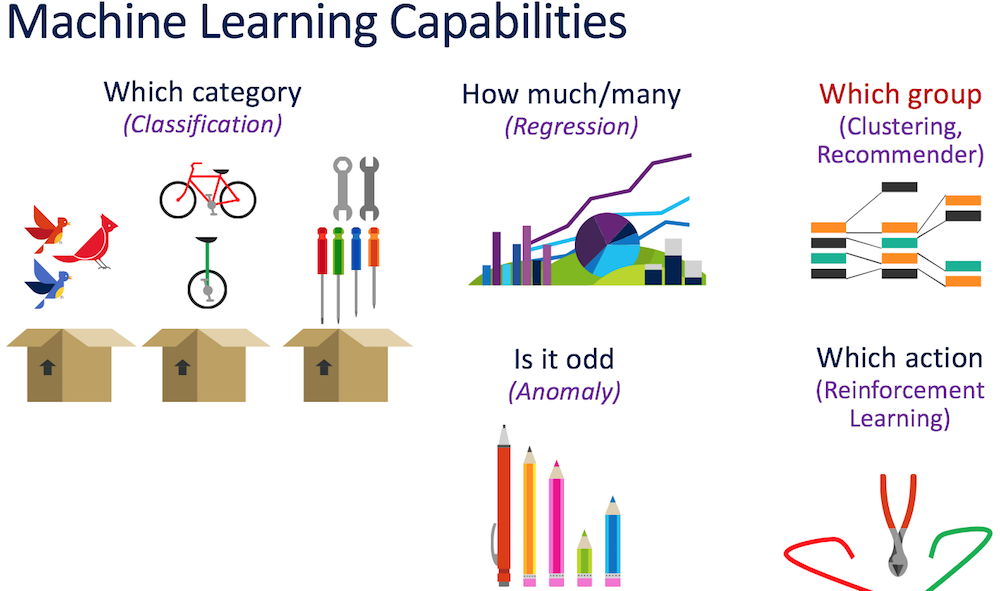 Machine Learning Capabilities
Which category
(Classification)
How much/many
(Regression)
Which group
(Clustering,
Recommender)
Is it odd
(Anomaly)
Which action
(Reinforcement
Learning)